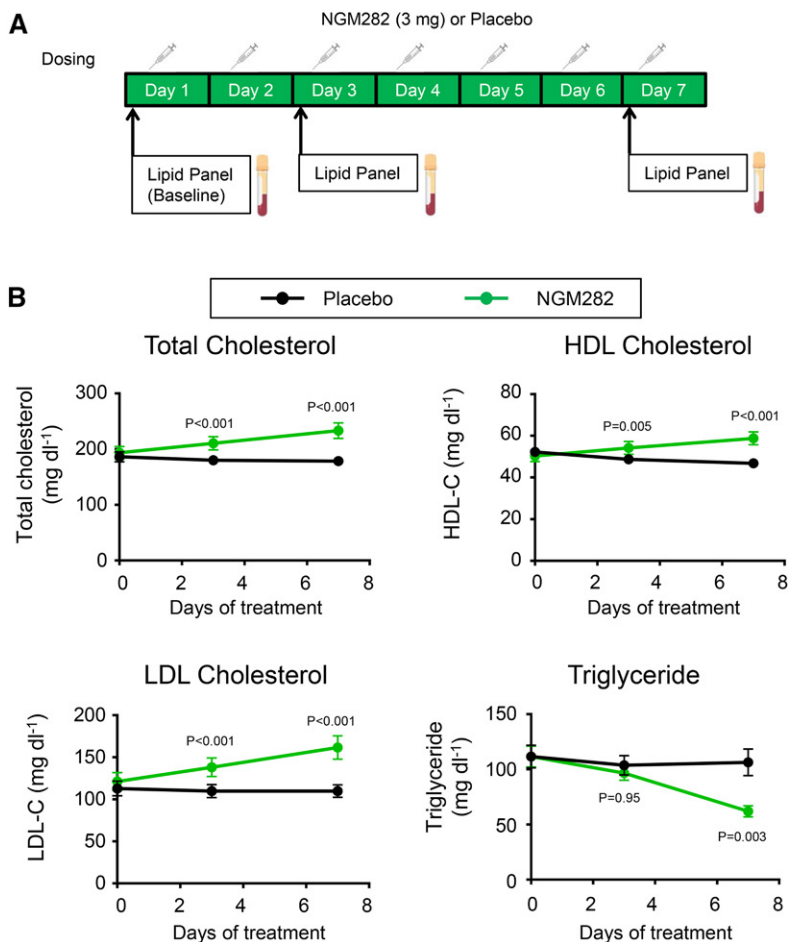 A
NGM282 (3 mg) or Placebo
Dosing
Day 1 Day 2 Day 3 Day 4 Day 5 Day 6 Day 7
Lipid Panel
(Baseline)
Lipid Panel
Lipid Panel
B
Placebo NGM282
Total Cholesterol
Total cholesterol
(mg dl⁻¹)
300
200
100
0
P<0.001
P<0.001
0 2 4 6 8
Days of treatment
HDL Cholesterol
HDL-C (mg dl⁻¹)
80
60
40
20
0
P=0.005
P<0.001
0 2 4 6 8
Days of treatment
LDL Cholesterol
LDL-C (mg dl⁻¹)
200
150
100
50
0
P<0.001
P<0.001
0 2 4 6 8
Days of treatment
Triglyceride
Triglyceride
(mg dl⁻¹)
150
100
50
0
P=0.95
P=0.003
0 2 4 6 8
Days of treatment